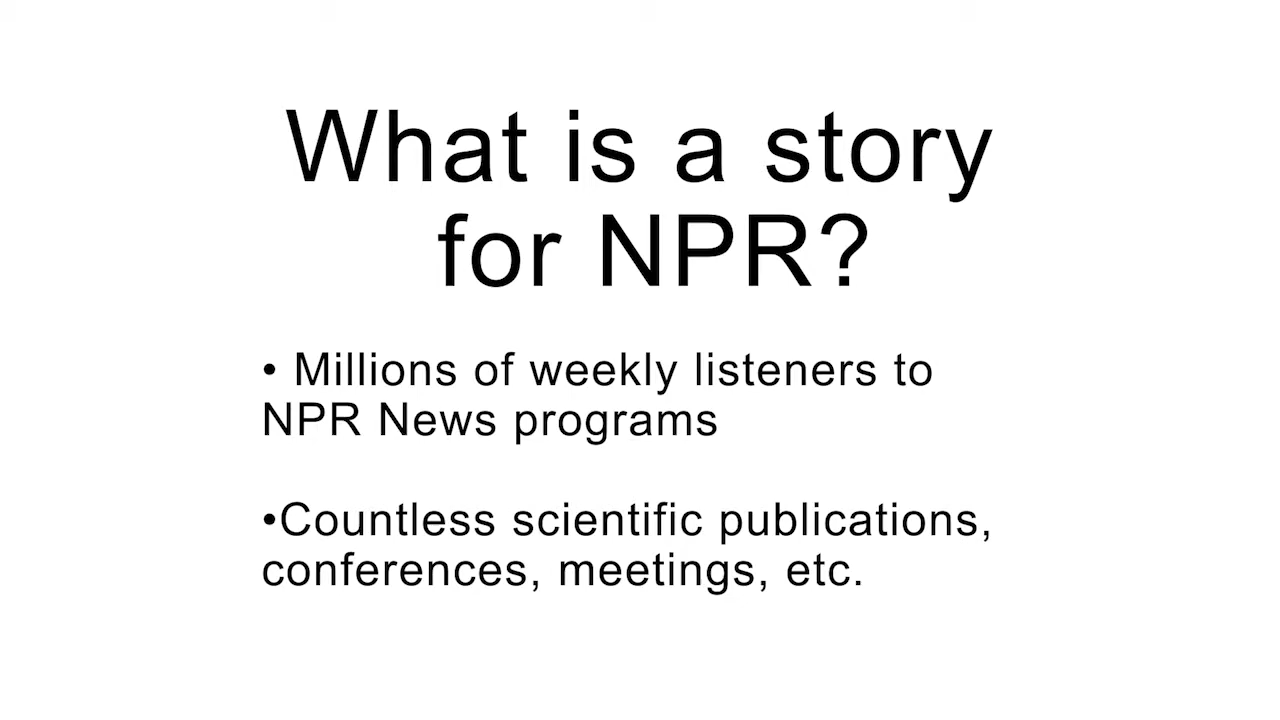 What is a story
for NPR?
• Millions of weekly listeners to
NPR News programs
•Countless scientific publications,
conferences, meetings, etc.